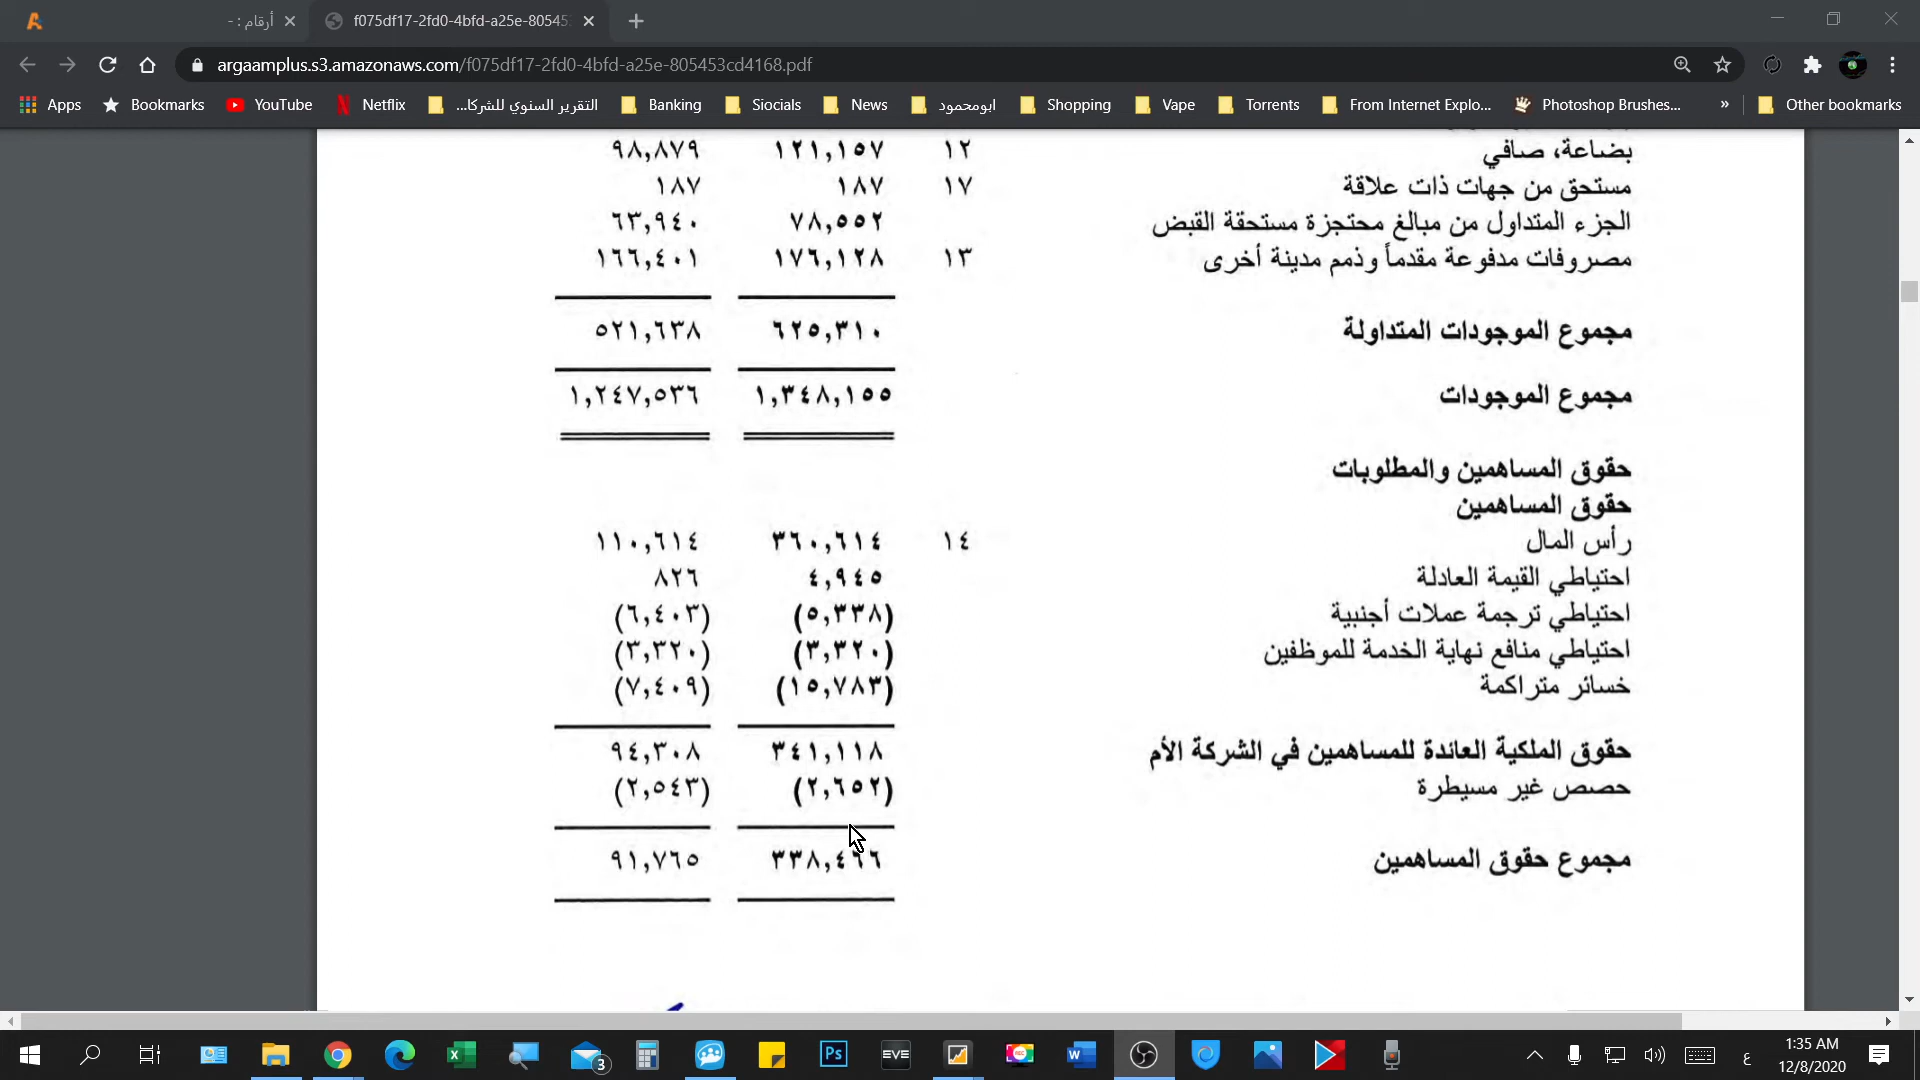 أرقام : -
f075df17-2fd0-4bfd-a25e-80545
argaamplus.s3.amazonaws.com/f075df17-2fd0-4bfd-a25e-805453cd4168.pdf
Apps Bookmarks YouTube Netflix التقرير السنوي للشركا... Banking Siocials News ابومحمود Shopping Vape Torrents From Internet Explo... Photoshop Brushes... » Other bookmarks
بضاعة، صافي ١٢ ١٢١,١٥٧ ٩٨,٨٧٩
مستحق من جهات ذات علاقة ١٧ ١٨٧ ١٨٧
الجزء المتداول من مبالغ محتجزة مستحقة القبض ٧٨,٥٥٢ ٦٣,٩٤٠
مصروفات مدفوعة مقدماً وذمم مدينة أخرى ١٣ ١٧٦,١٢٨ ١٦٦,٤٠١
مجموع الموجودات المتداولة ٦٢٥,٣١٠ ٥٢١,٦٣٨
مجموع الموجودات ١,٣٤٨,١٥٥ ١,٢٤٧,٥٣٦
حقوق المساهمين والمطلوبات
حقوق المساهمين
رأس المال ١٤ ٣٦٠,٦١٤ ١١٠,٦١٤
احتياطي القيمة العادلة ٤,٩٤٥ ٨٢٦
احتياطي ترجمة عملات أجنبية (٥,٣٣٨) (٦,٤٠٣)
احتياطي منافع نهاية الخدمة للموظفين (٣,٣٢٠) (٣,٣٢٠)
خسائر متراكمة (١٥,٧٨٣) (٧,٤٠٩)
حقوق الملكية العائدة للمساهمين في الشركة الأم ٣٤١,١١٨ ٩٤,٣٠٨
حصص غير مسيطرة (٢,٦٥٢) (٢,٥٤٣)
مجموع حقوق المساهمين ٣٣٨,٤٦٦ ٩١,٧٦٥
3 Ps EVE ع
1:35 AM
12/8/2020